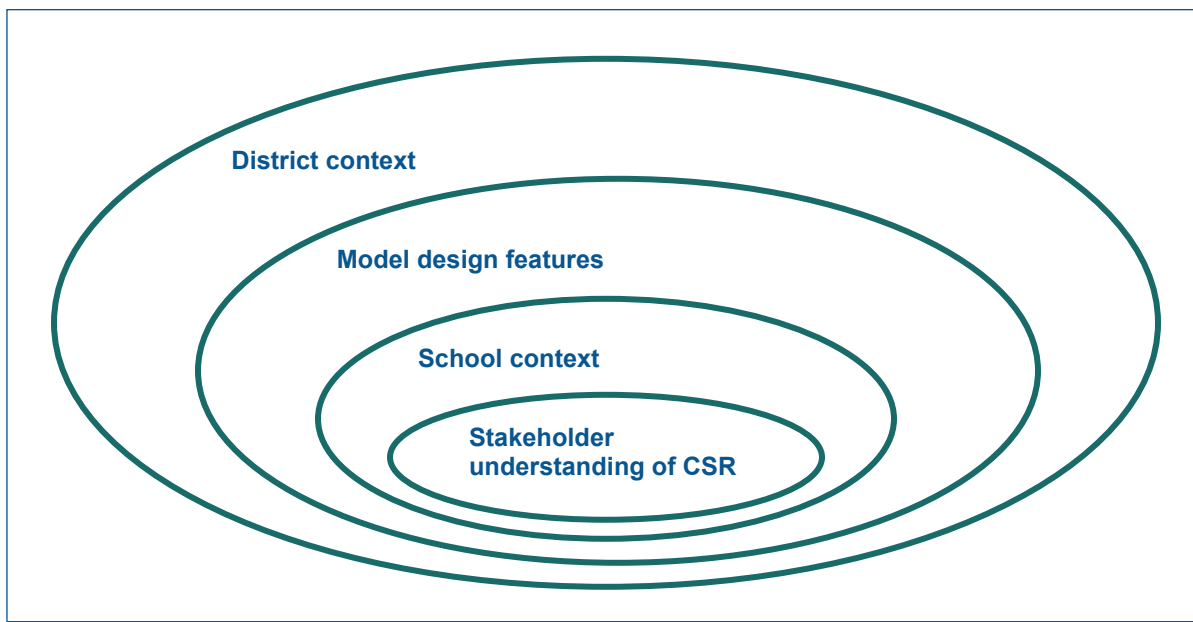 District context
Model design features
School context
Stakeholder
understanding of CSR